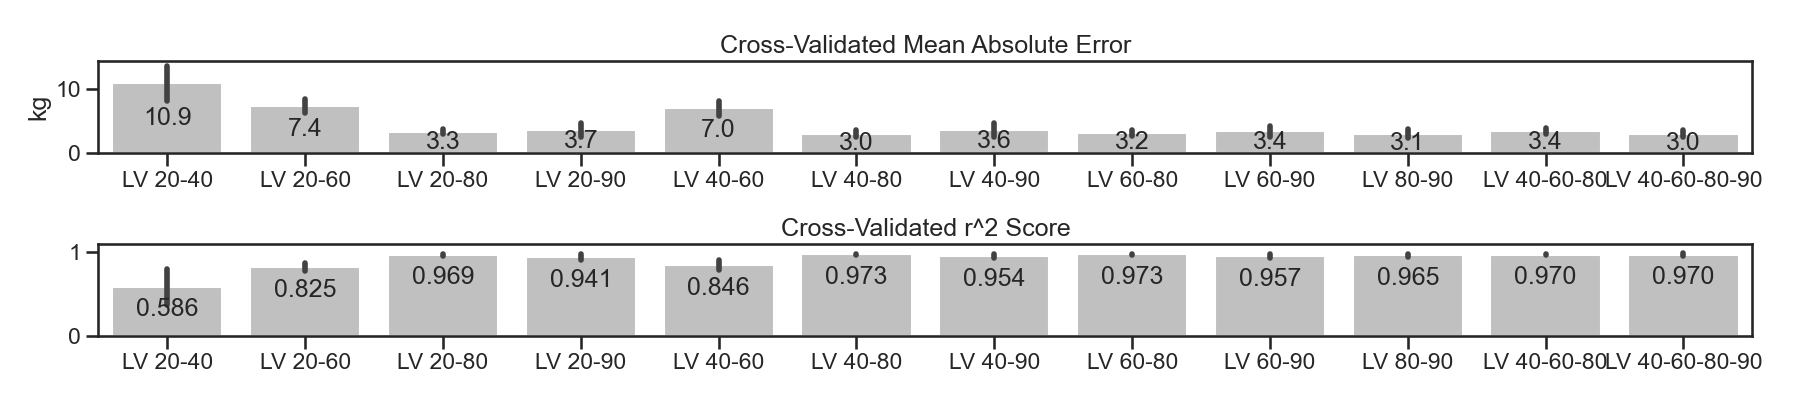 Cross-Validated Mean Absolute Error
kg
10
0
10.9 7.4 3.3 3.7 7.0 3.0 3.6 3.2 3.4 3.1 3.4 3.0
LV 20-40 LV 20-60 LV 20-80 LV 20-90 LV 40-60 LV 40-80 LV 40-90 LV 60-80 LV 60-90 LV 80-90 LV 40-60-80 LV 40-60-80-90
Cross-Validated r^2 Score
1
0
0.586 0.825 0.969 0.941 0.846 0.973 0.954 0.973 0.957 0.965 0.970 0.970
LV 20-40 LV 20-60 LV 20-80 LV 20-90 LV 40-60 LV 40-80 LV 40-90 LV 60-80 LV 60-90 LV 80-90 LV 40-60-80 LV 40-60-80-90